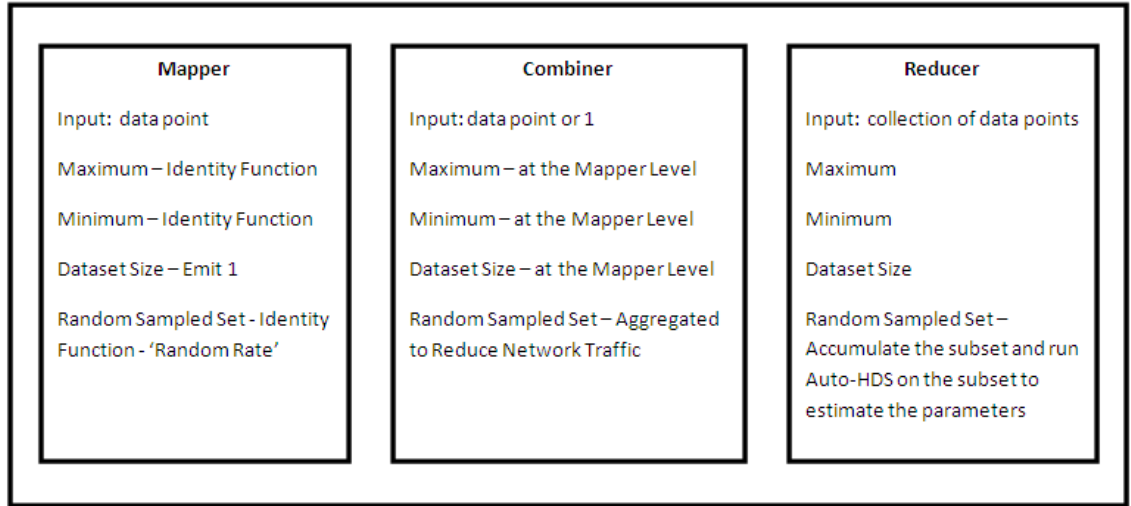 Mapper
Input: data point
Maximum – Identity Function
Minimum – Identity Function
Dataset Size – Emit 1
Random Sampled Set - Identity
Function - ‘Random Rate’
Combiner
Input: data point or 1
Maximum – at the Mapper Level
Minimum – at the Mapper Level
Dataset Size – at the Mapper Level
Random Sampled Set – Aggregated
to Reduce Network Traffic
Reducer
Input: collection of data points
Maximum
Minimum
Dataset Size
Random Sampled Set –
Accumulate the subset and run
Auto-HDS on the subset to
estimate the parameters